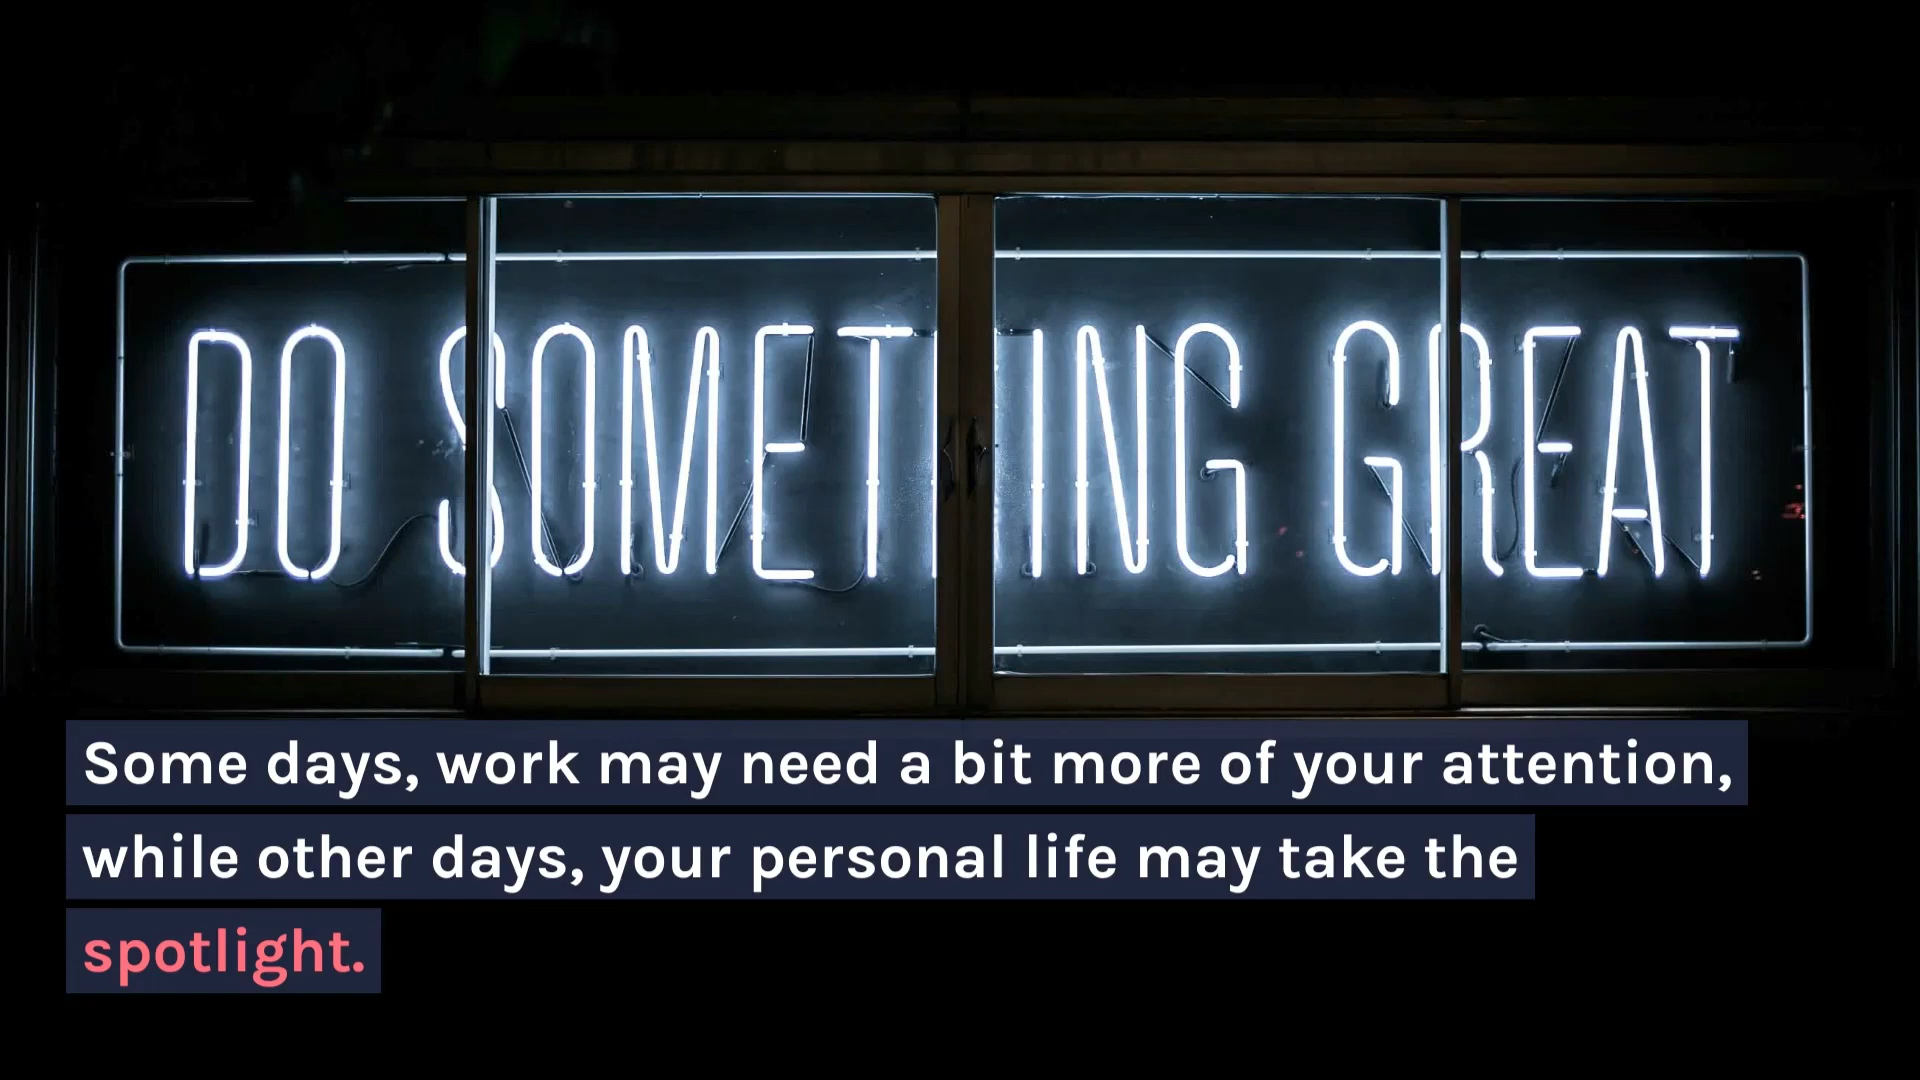 DO SOMETHING GREAT
Some days, work may need a bit more of your attention,
while other days, your personal life may take the
spotlight.